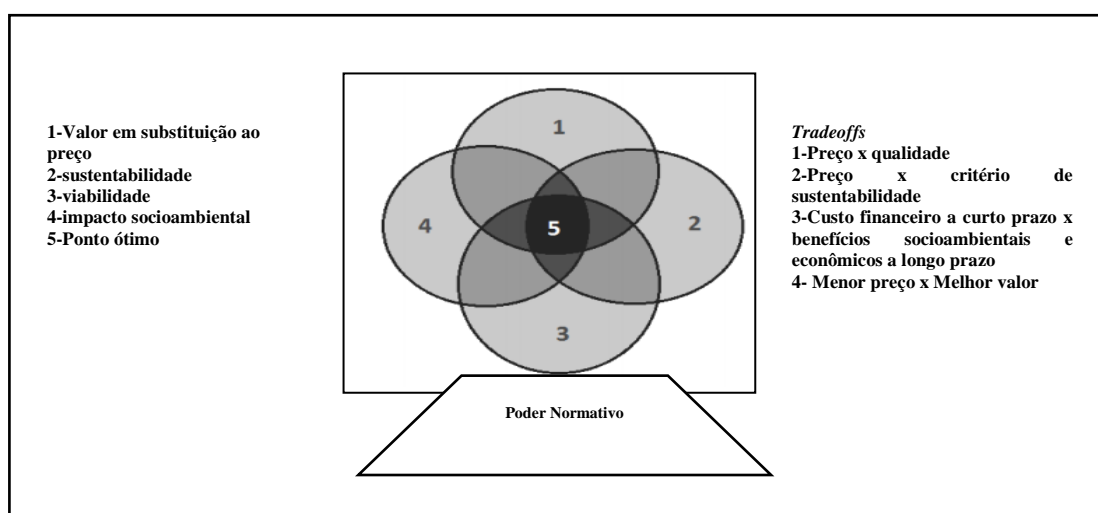 1-Valor em substituição ao
preço
2-sustentabilidade
3-viabilidade
4-impacto socioambiental
5-Ponto ótimo
1
4
5
2
3
Poder Normativo
Tradeoffs
1-Preço x qualidade
2-Preço x critério de
sustentabilidade
3-Custo financeiro a curto prazo x
benefícios socioambientais e
econômicos a longo prazo
4- Menor preço x Melhor valor